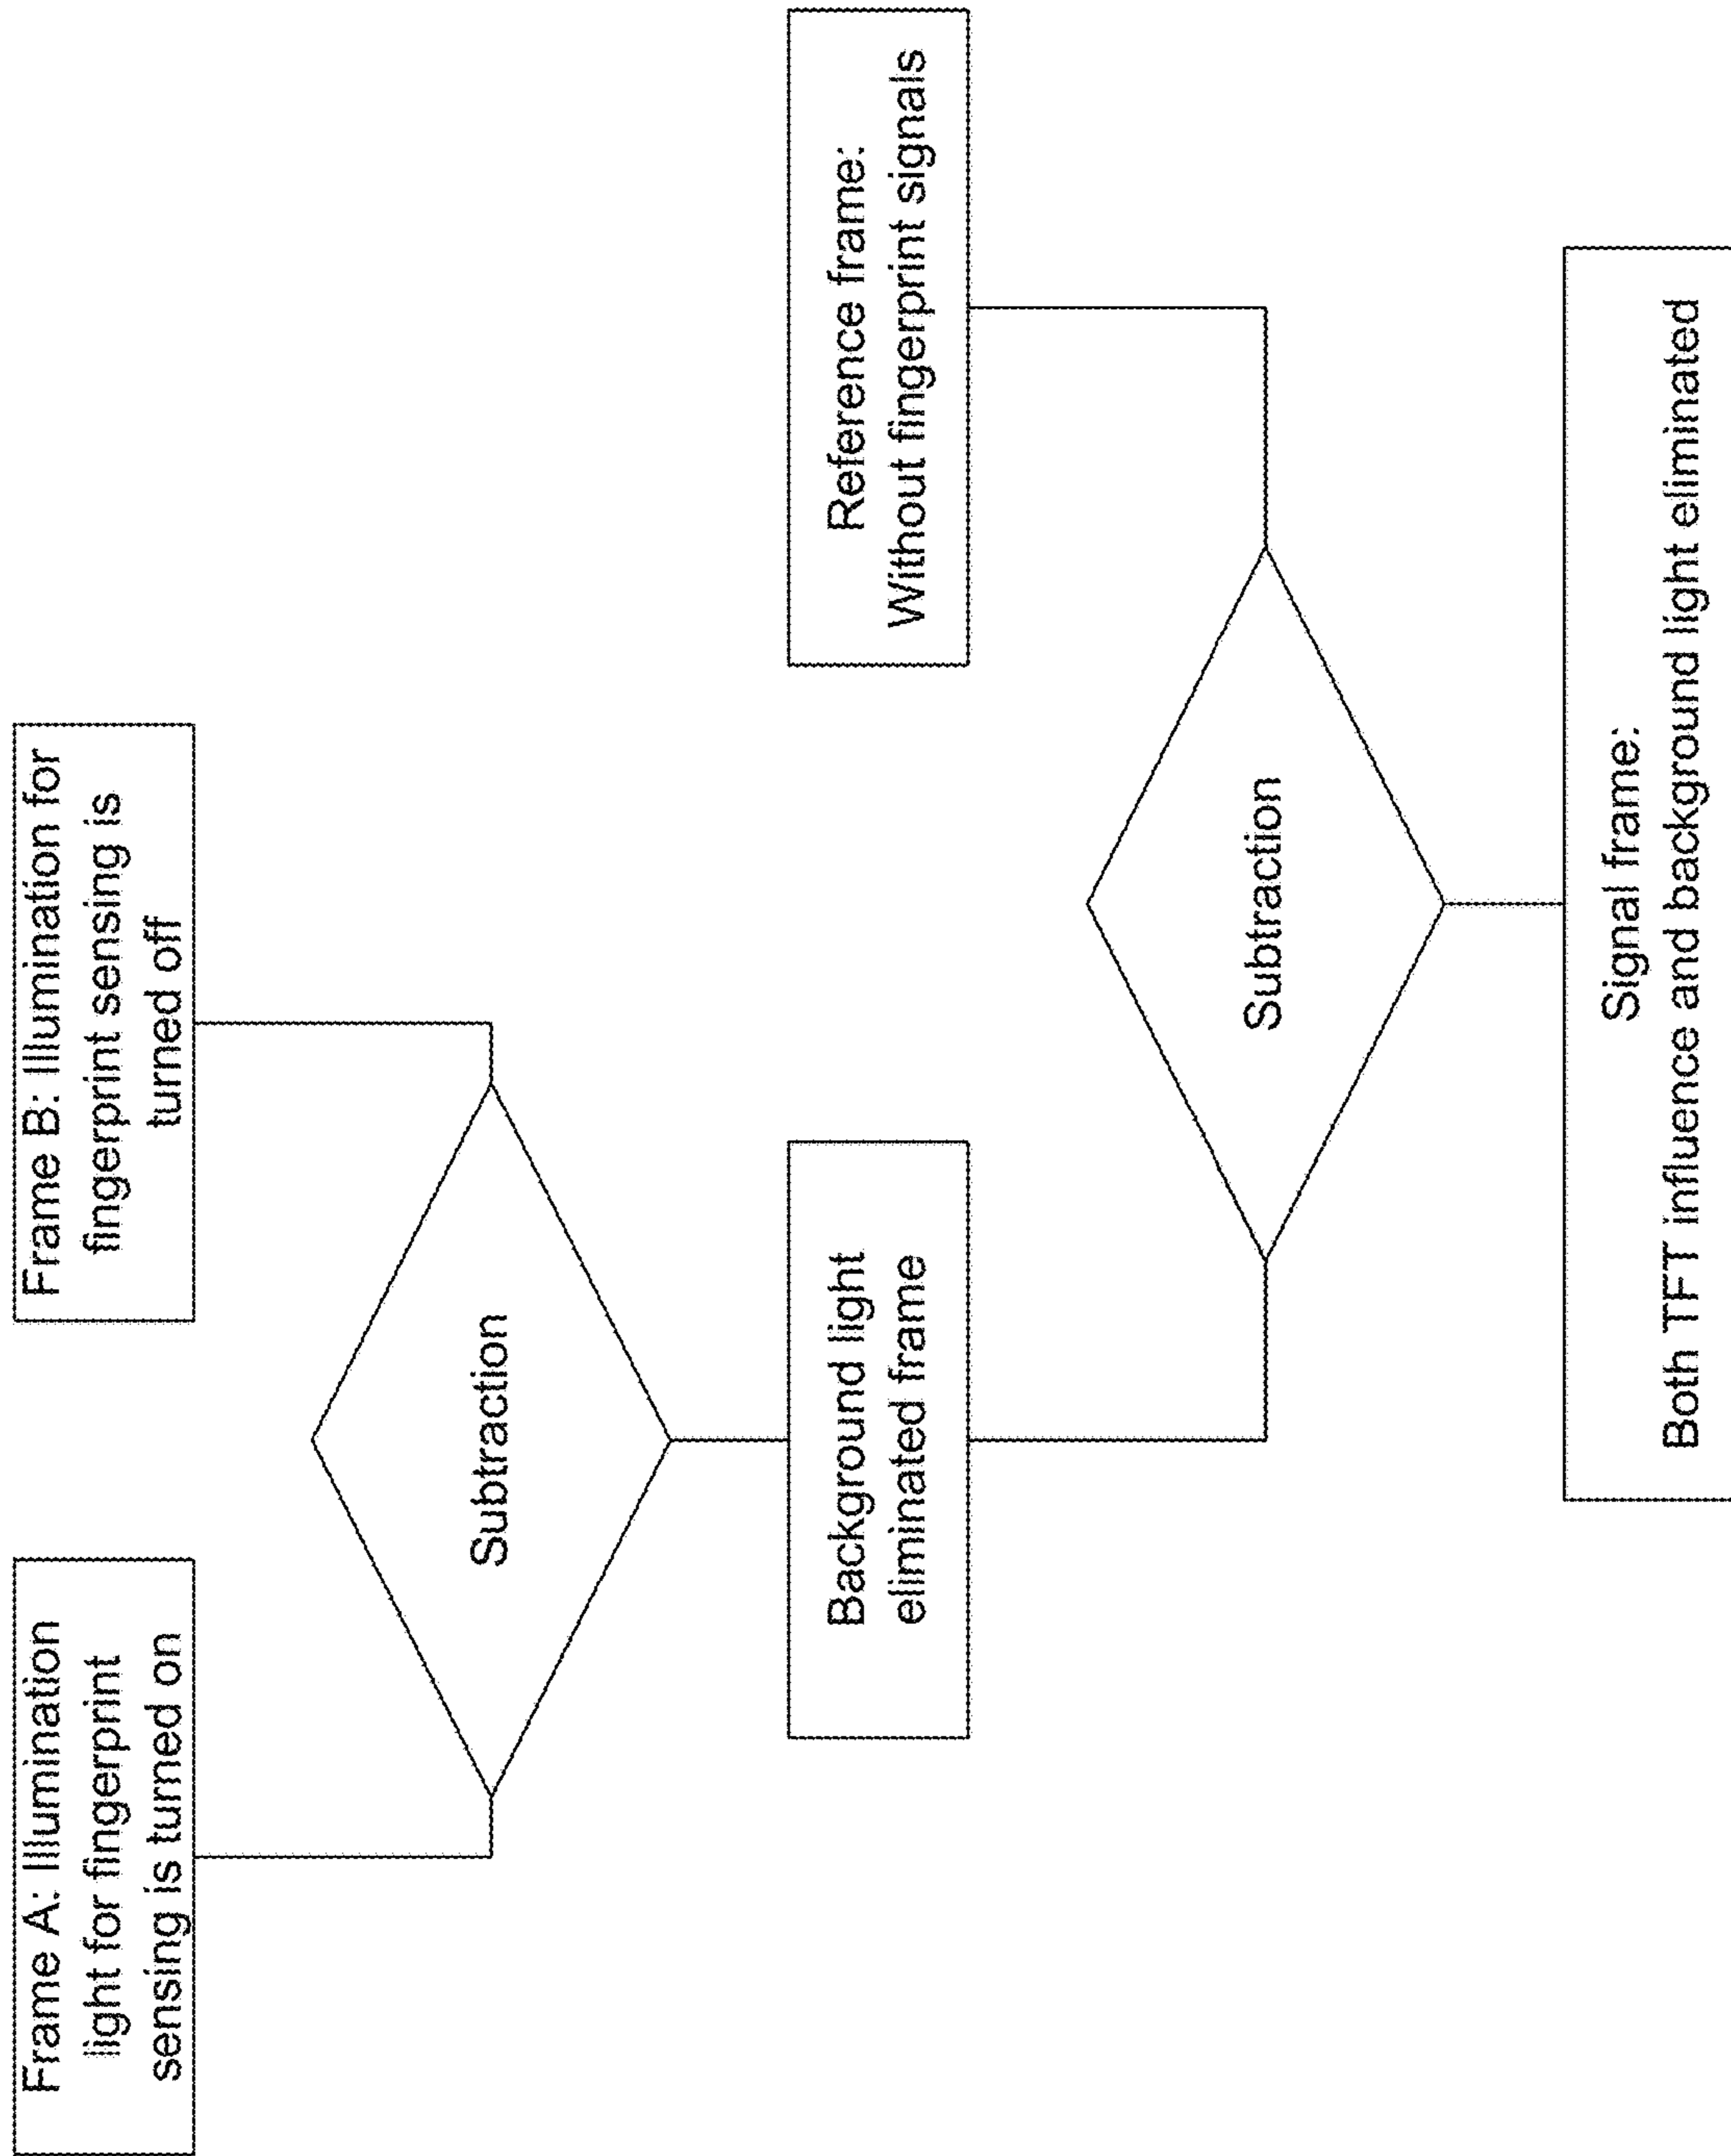 Frame A: Illumination
light for fingerprint
sensing is turned on
Frame B: Illumination for
fingerprint sensing is
turned off
Subtraction
Background light
eliminated frame
Reference frame:
Without fingerprint signals
Subtraction
Signal frame:
Both TFT influence and background light eliminated